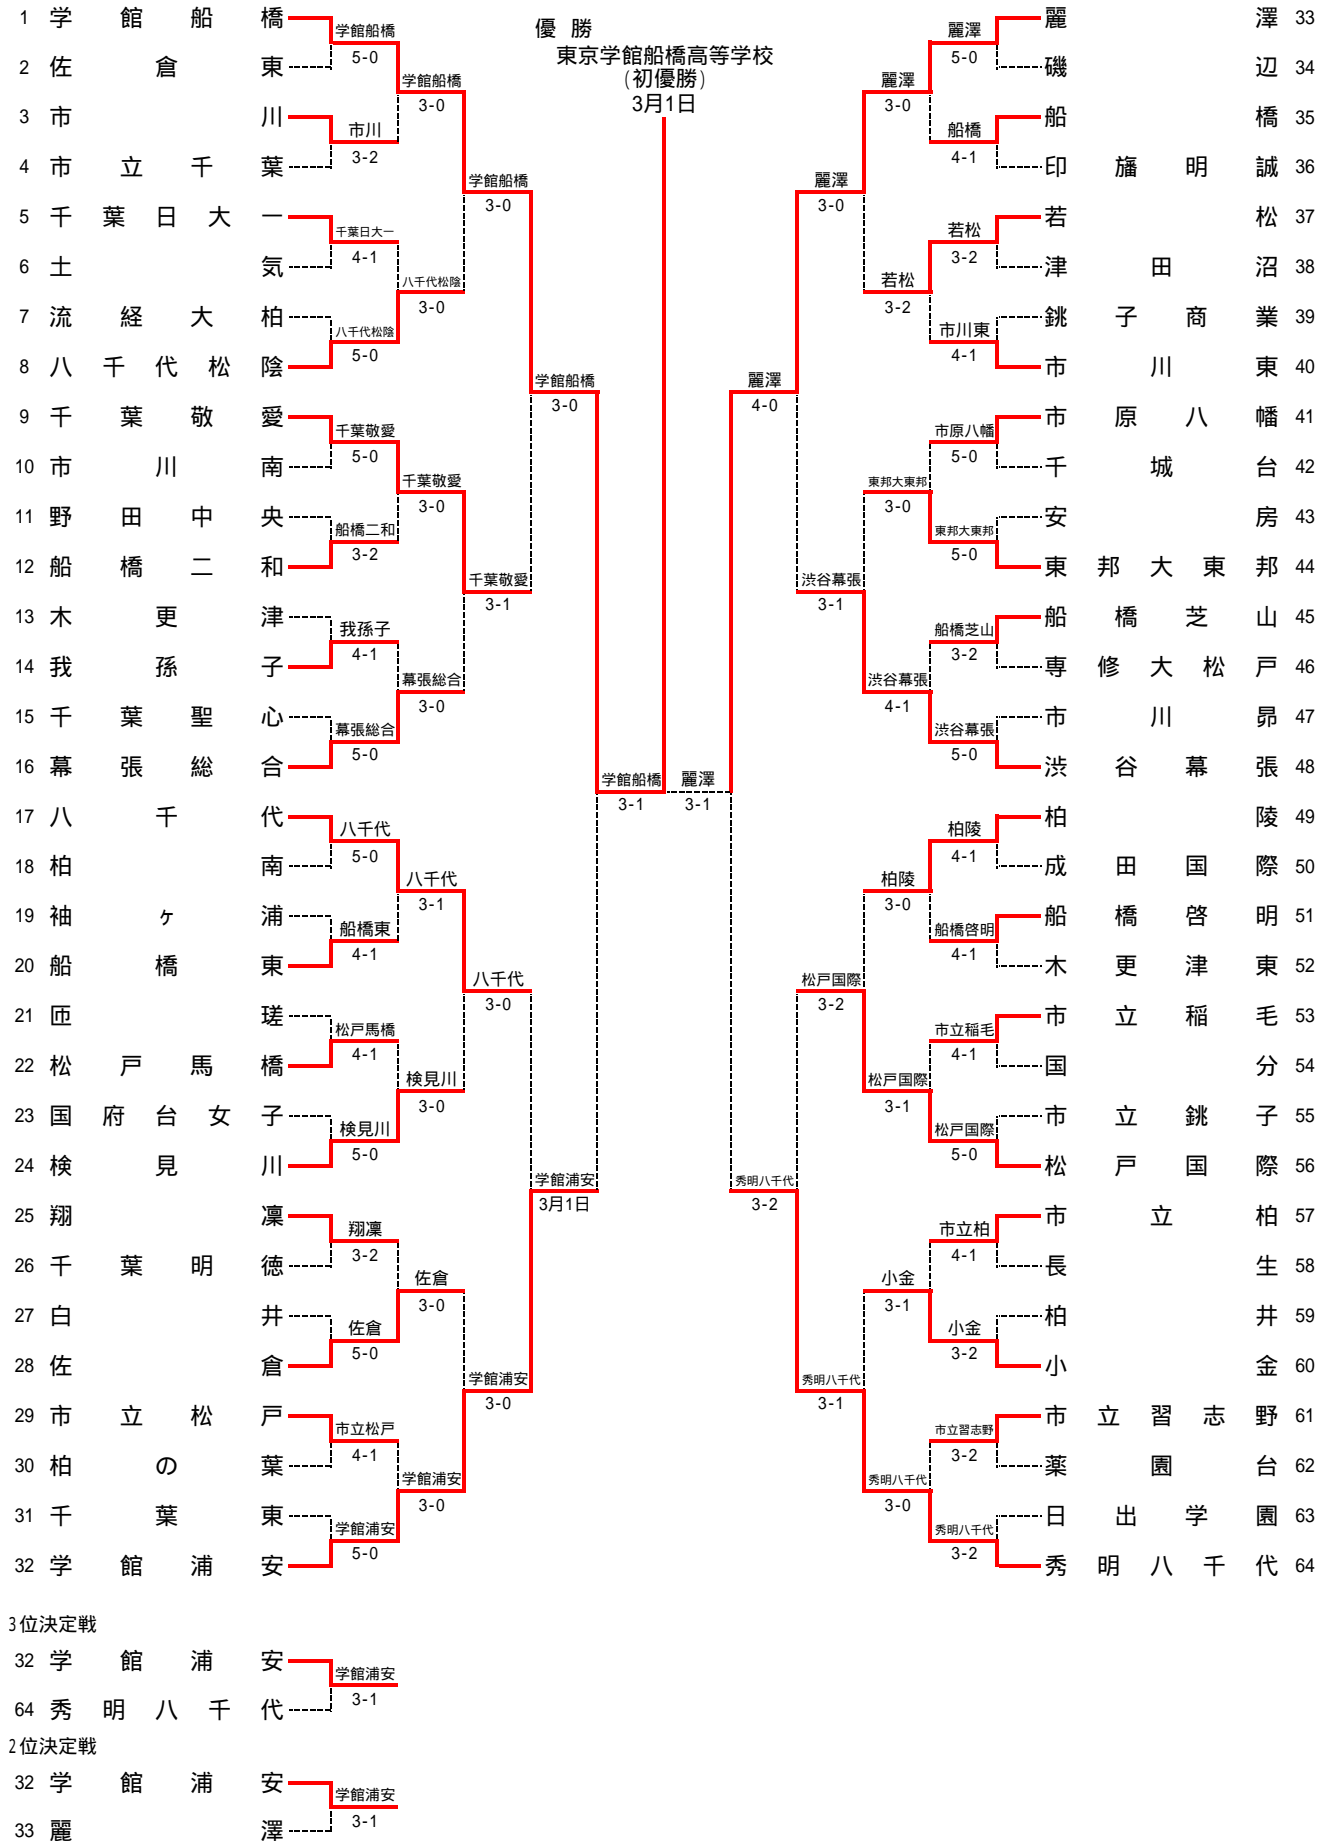 優勝
東京学館船橋高等学校
(初優勝)
3月1日
1 学館船橋
2 佐倉東
3 市川
4 市立千葉
5 千葉日大一
6 土気
7 流経大柏
8 八千代松陰
9 千葉敬愛
10 市川南
11 野田中央
12 船橋二和
13 木更津
14 我孫子
15 千葉聖心
16 幕張総合
17 八千代
18 柏南
19 袖ヶ浦
20 船橋東
21 匝瑳
22 松戸馬橋
23 国府台女子
24 検見川
25 翔凜
26 千葉明徳
27 白井
28 佐倉
29 市立松戸
30 柏の葉
31 千葉東
32 学館浦安
学館船橋
5-0
市川
3-2
千葉日大一
4-1
八千代松陰
5-0
千葉敬愛
5-0
船橋二和
3-2
我孫子
4-1
幕張総合
5-0
八千代
5-0
船橋東
4-1
松戸馬橋
4-1
検見川
5-0
翔凜
3-2
佐倉
5-0
市立松戸
4-1
学館浦安
5-0
学館船橋
3-0
八千代松陰
3-0
千葉敬愛
3-0
幕張総合
3-0
八千代
3-1
検見川
3-0
佐倉
3-0
学館浦安
3-0
学館船橋
3-0
千葉敬愛
3-1
八千代
3-0
学館浦安
3-0
学館船橋
3-0
学館浦安
3月1日
学館船橋
3-1
麗澤
3-1
麗澤
4-0
秀明八千代
3-2
麗澤
3-0
渋谷幕張
3-1
松戸国際
3-2
秀明八千代
3-1
麗澤
3-0
若松
3-2
東邦大東邦
3-0
渋谷幕張
4-1
柏陵
3-0
松戸国際
3-1
小金
3-1
秀明八千代
3-0
麗澤
5-0
船橋
4-1
若松
3-2
市川東
4-1
市原八幡
5-0
東邦大東邦
5-0
船橋芝山
3-2
渋谷幕張
5-0
柏陵
4-1
船橋啓明
4-1
市立稲毛
4-1
松戸国際
5-0
市立柏
4-1
小金
3-2
市立習志野
3-2
秀明八千代
3-2
麗澤 33
磯辺 34
船橋 35
印旛明誠 36
若松 37
津田沼 38
銚子商業 39
市川東 40
市原八幡 41
千城台 42
安房 43
東邦大東邦 44
船橋芝山 45
専修大松戸 46
市川昴 47
渋谷幕張 48
柏陵 49
成田国際 50
船橋啓明 51
木更津東 52
市立稲毛 53
国分 54
市立銚子 55
松戸国際 56
市立柏 57
長生 58
柏井 59
小金 60
市立習志野 61
薬園台 62
日出学園 63
秀明八千代 64
3位決定戦
32 学館浦安
64 秀明八千代
学館浦安
3-1
2位決定戦
32 学館浦安
33 麗澤
学館浦安
3-1